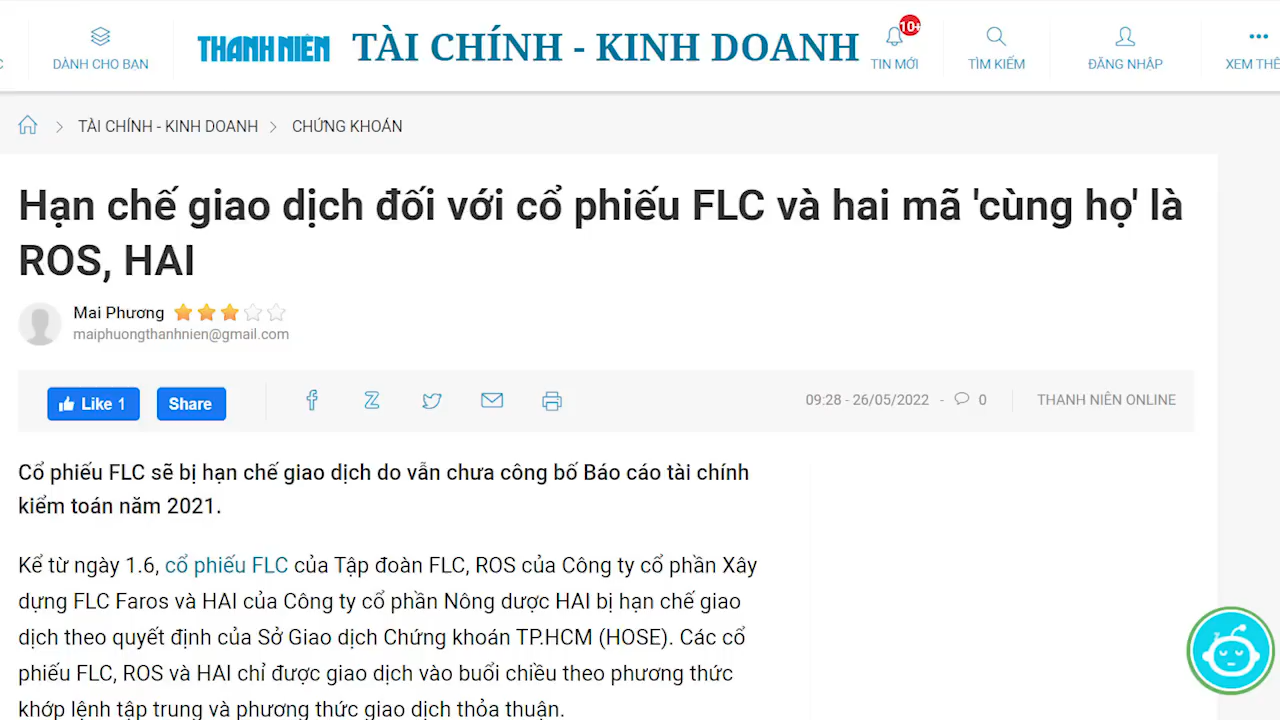 DÀNH CHO BẠN
THANH NIÊN
TÀI CHÍNH - KINH DOANH
10+
TIN MỚI
TÌM KIẾM
ĐĂNG NHẬP
TÀI CHÍNH - KINH DOANH
CHỨNG KHOÁN
Hạn chế giao dịch đối với cổ phiếu FLC và hai mã 'cùng họ' là
ROS, HAI
Mai Phương
maiphuongthanhnien@gmail.com
Like 1
Share
09:28 - 26/05/2022 - 0
THANH NIÊN ONLINE
Cổ phiếu FLC sẽ bị hạn chế giao dịch do vẫn chưa công bố Báo cáo tài chính
kiểm toán năm 2021.
Kể từ ngày 1.6, cổ phiếu FLC của Tập đoàn FLC, ROS của Công ty cổ phần Xây
dựng FLC Faros và HAI của Công ty cổ phần Nông dược HAI bị hạn chế giao
dịch theo quyết định của Sở Giao dịch Chứng khoán TP.HCM (HOSE). Các cổ
phiếu FLC, ROS và HAI chỉ được giao dịch vào buổi chiều theo phương thức
khớp lệnh tập trung và phương thức giao dịch thỏa thuận.